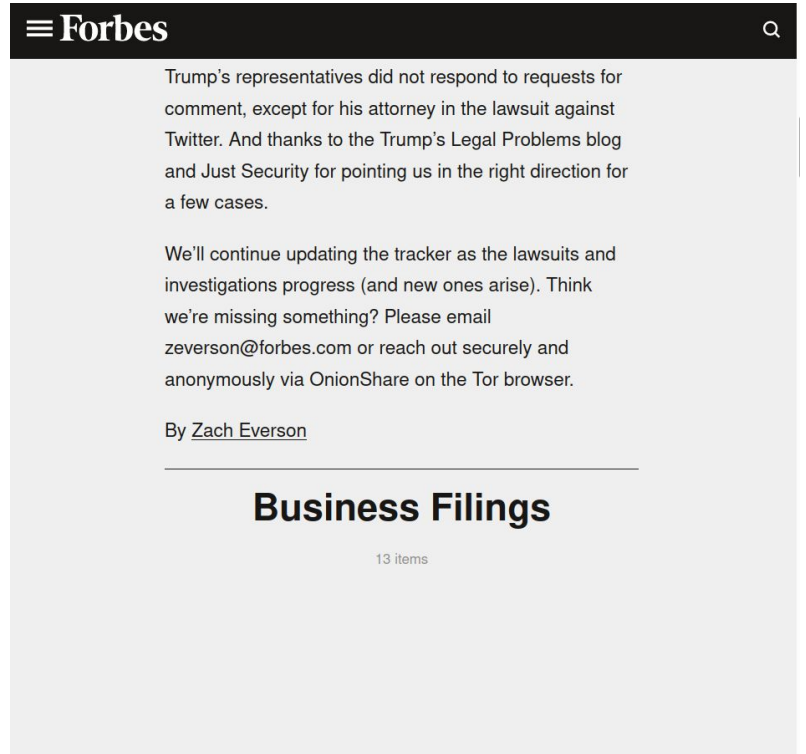 Forbes
Trump's representatives did not respond to requests for
comment, except for his attorney in the lawsuit against
Twitter. And thanks to the Trump's Legal Problems blog
and Just Security for pointing us in the right direction for
a few cases.
We'll continue updating the tracker as the lawsuits and
investigations progress (and new ones arise). Think
we're missing something? Please email
zeverson@forbes.com or reach out securely and
anonymously via OnionShare on the Tor browser.
By Zach Everson
Business Filings
13 items